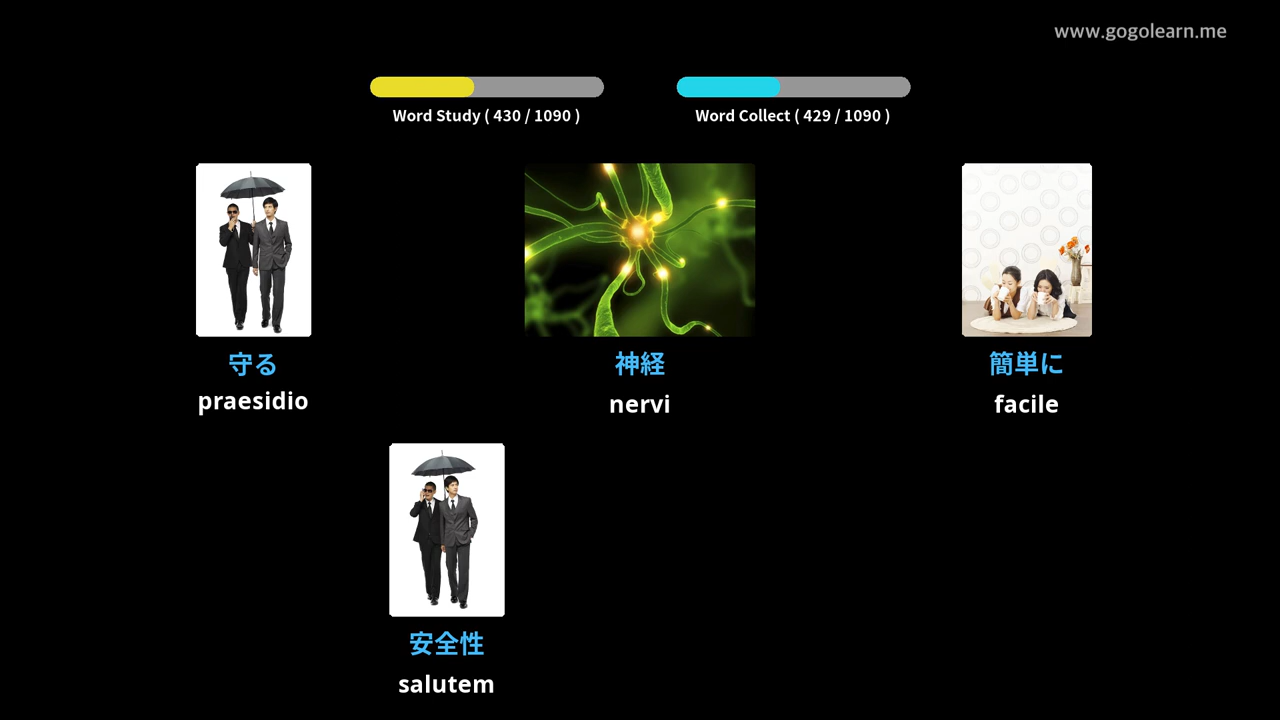 www.gogolearn.me
Word Study ( 430 / 1090 )
Word Collect ( 429 / 1090 )
守る
praesidio
神経
nervi
簡単に
facile
安全性
salutem